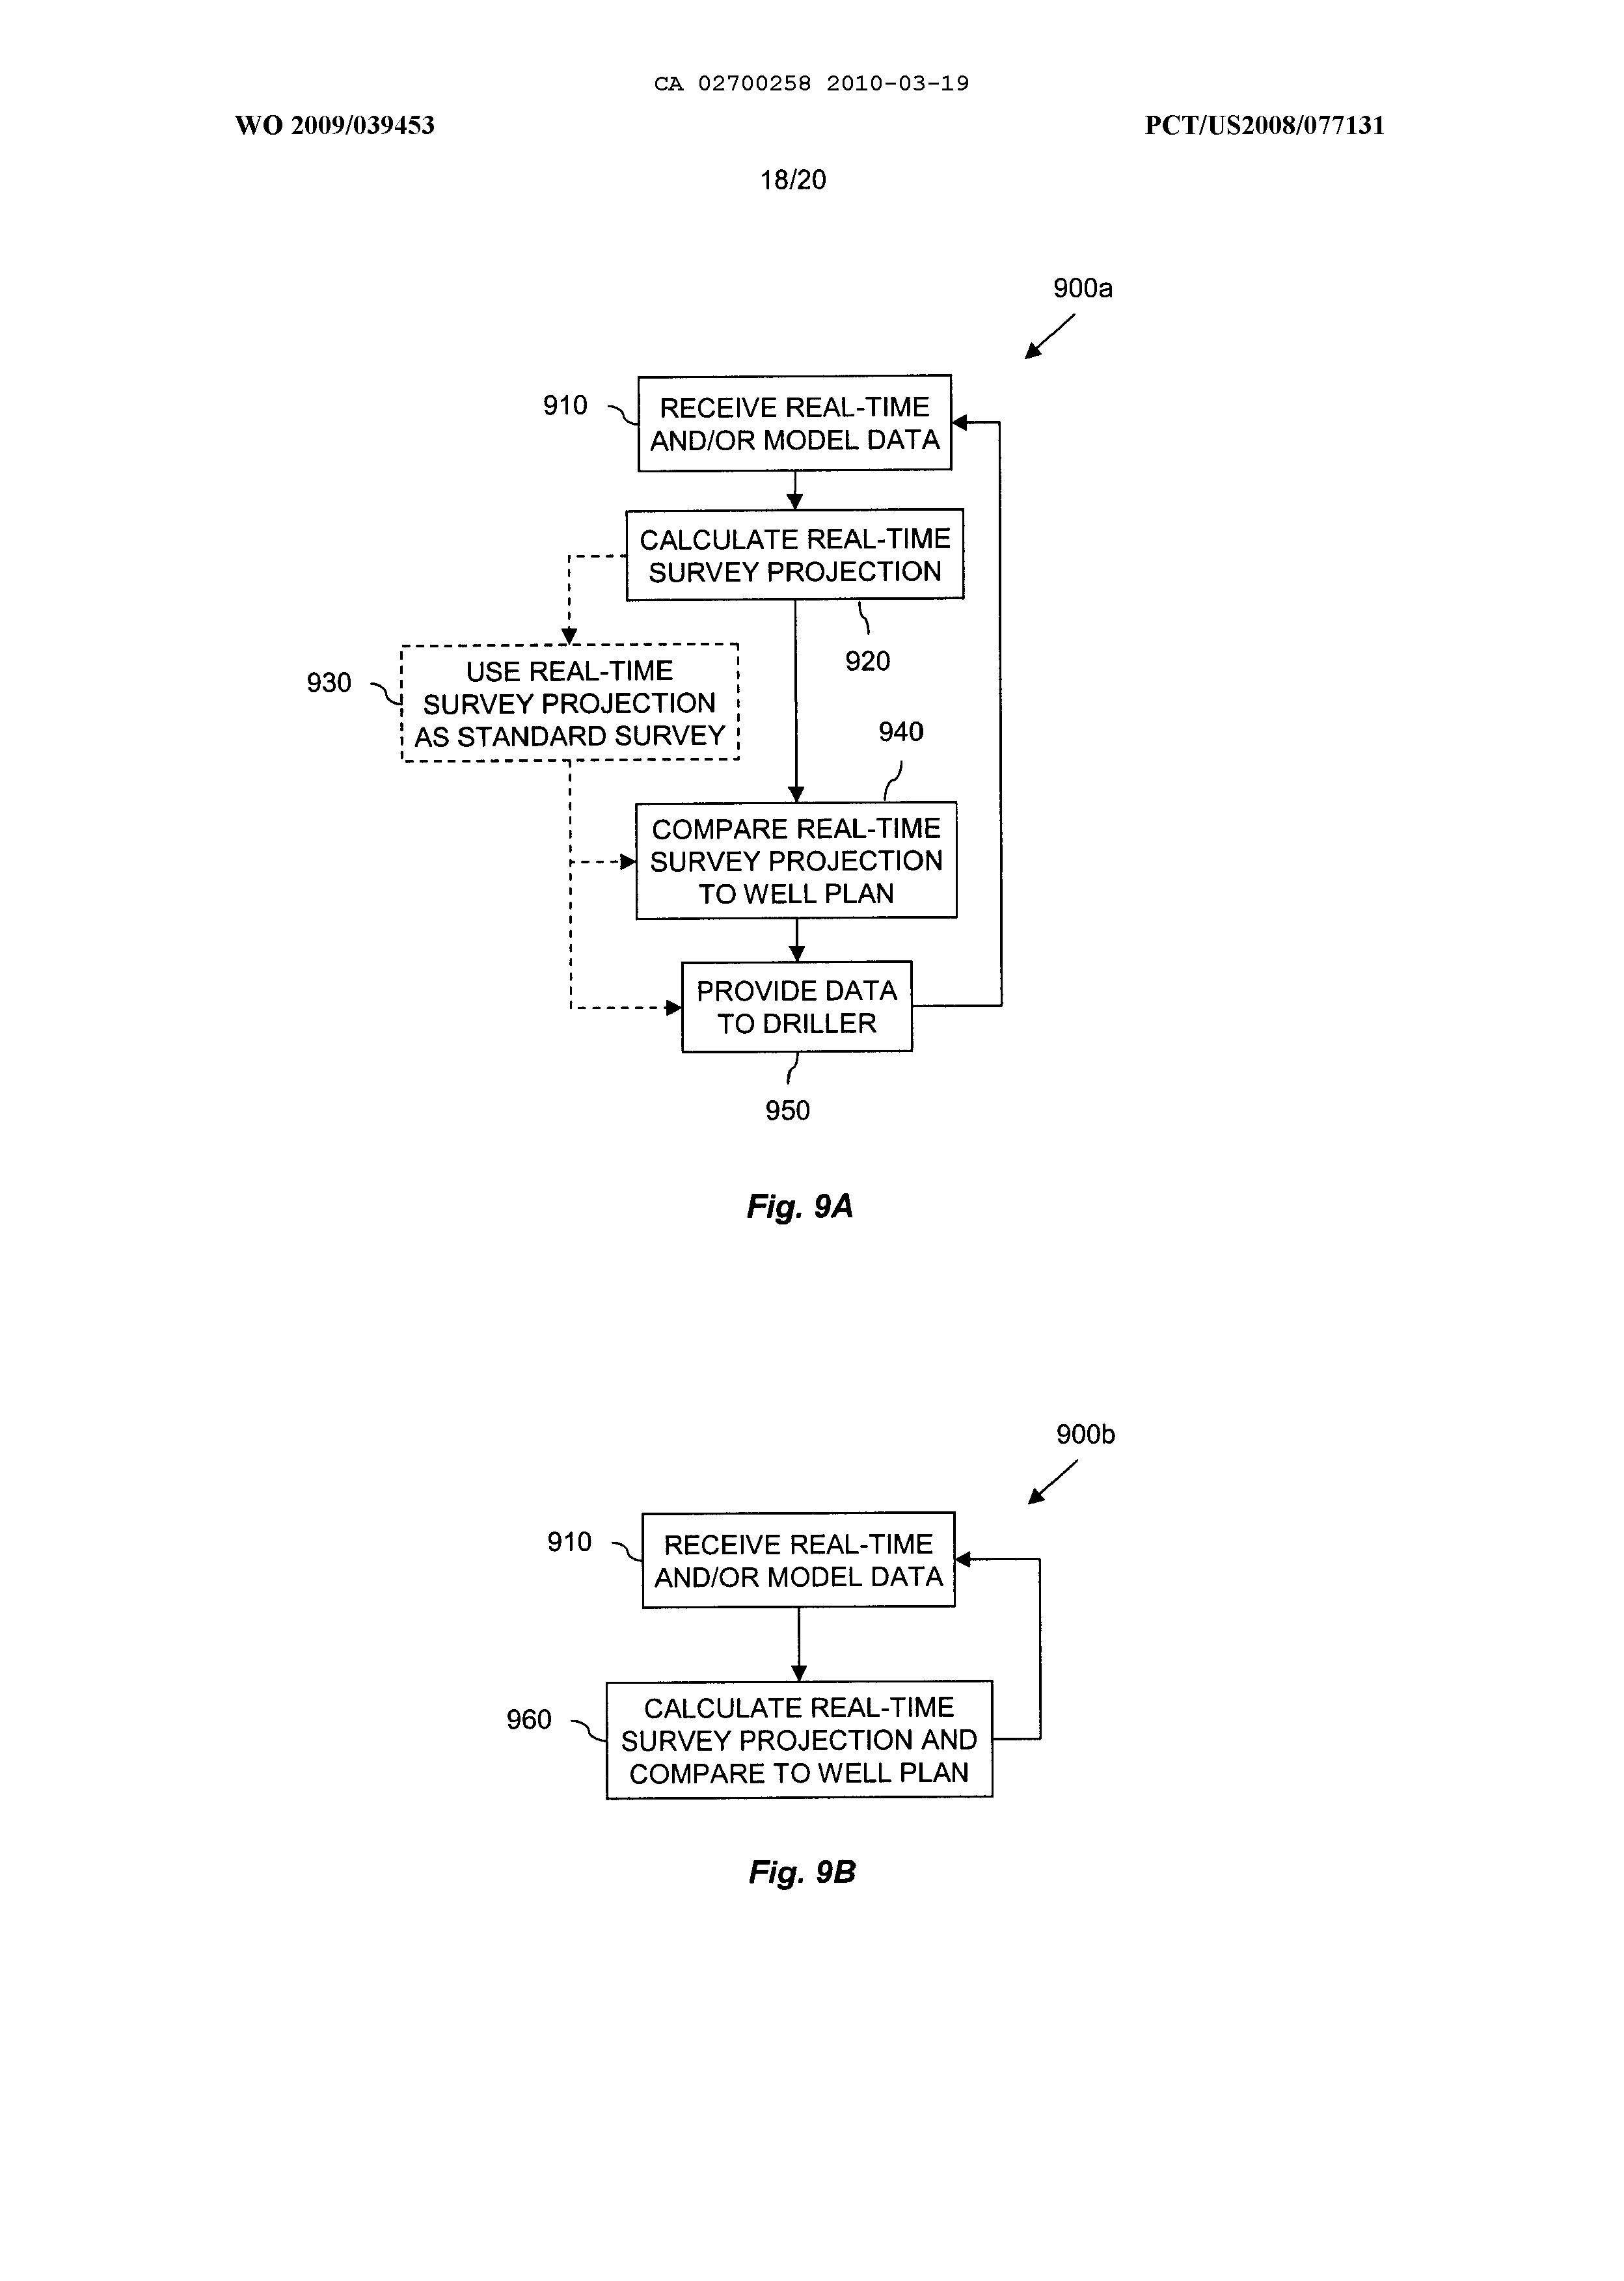 CA 02700258 2010-03-19
WO 2009/039453
PCT/US2008/077131
18/20
900a
910
RECEIVE REAL-TIME
AND/OR MODEL DATA
CALCULATE REAL-TIME
SURVEY PROJECTION
920
930
USE REAL-TIME
SURVEY PROJECTION
AS STANDARD SURVEY
940
COMPARE REAL-TIME
SURVEY PROJECTION
TO WELL PLAN
PROVIDE DATA
TO DRILLER
950
Fig. 9A
900b
910
RECEIVE REAL-TIME
AND/OR MODEL DATA
960
CALCULATE REAL-TIME
SURVEY PROJECTION AND
COMPARE TO WELL PLAN
Fig. 9B